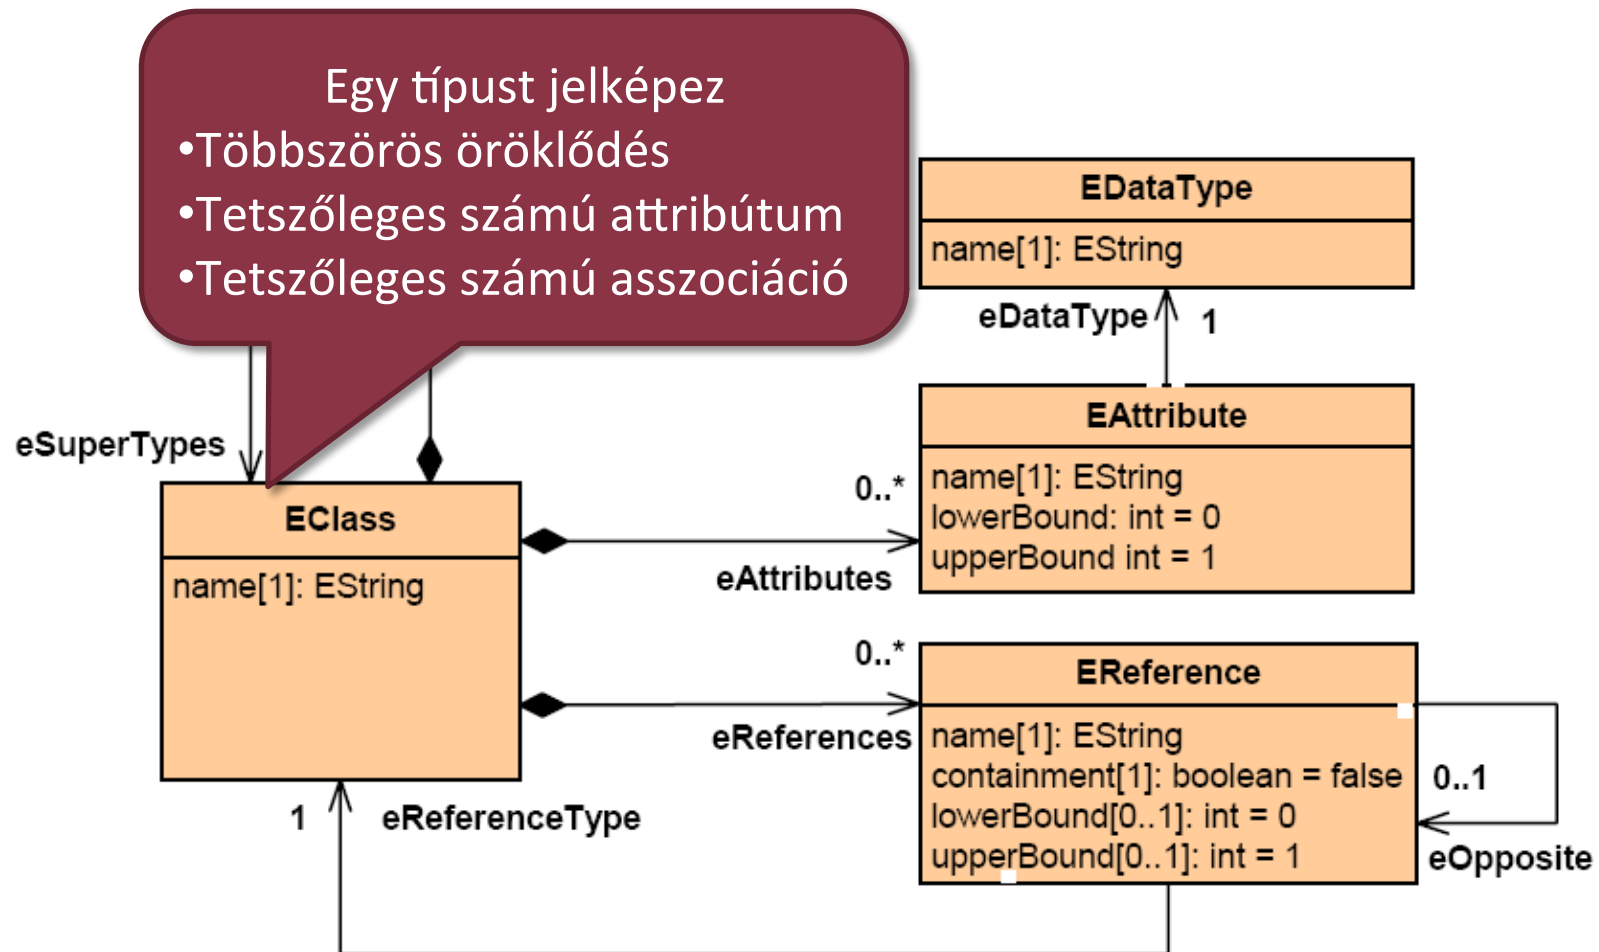 Egy típust jelképez
•Többszörös öröklődés
•Tetszőleges számú attribútum
•Tetszőleges számú asszociáció
EDataType
name[1]: EString
eDataType
1
EAttribute
name[1]: EString
lowerBound: int = 0
upperBound int = 1
eSuperTypes
EClass
name[1]: EString
0..*
eAttributes
0..*
eReferences
EReference
name[1]: EString
containment[1]: boolean = false
lowerBound[0..1]: int = 0
upperBound[0..1]: int = 1
0..1
eOpposite
1
eReferenceType